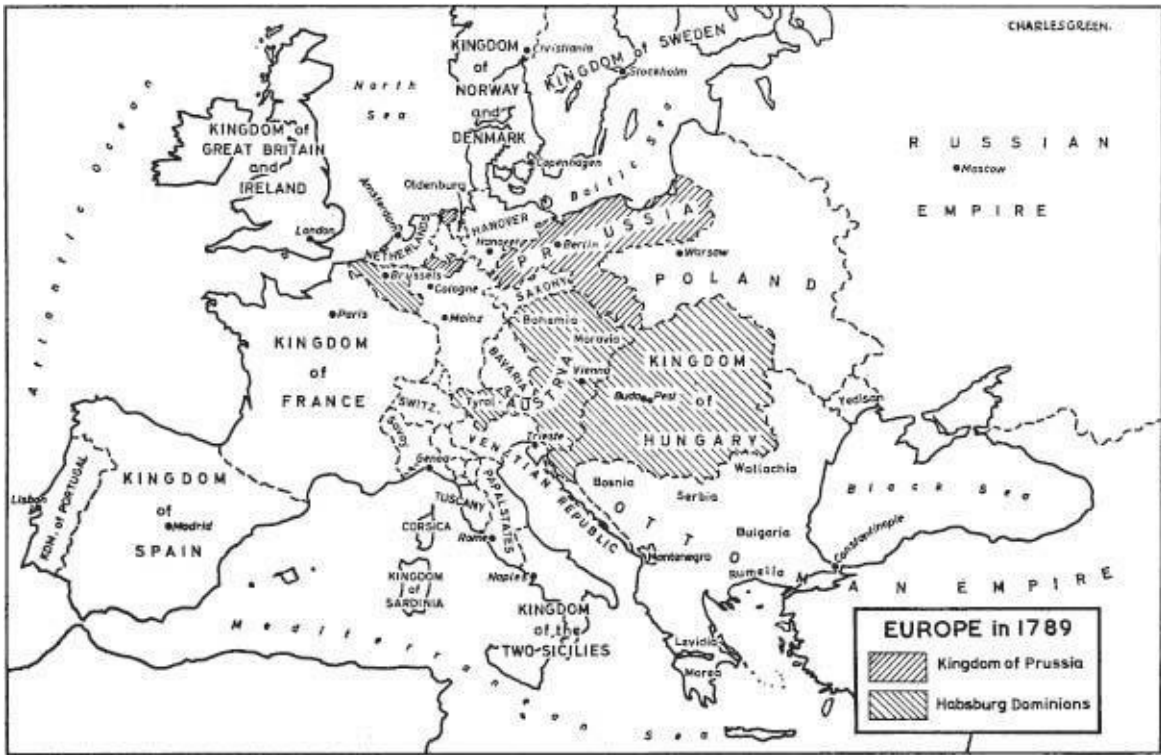 CHARLES GREEN.
KINGDOM
of
NORWAY
and
DENMARK
Christiania
KINGDOM of SWEDEN
Stockholm
North
Sea
Atlantic Ocean
KINGDOM of
GREAT BRITAIN
and
IRELAND
London
Copenhagen
Baltic Sea
RUSSIAN
Moscow
EMPIRE
Oldenburg
Amsterdam
HANOVER
Hanover
NETHERLANDS
PRUSSIA
Berlin
Warsaw
POLAND
Brussels
Cologne
SAXONY
Mainz
Bohemia
Moravia
Paris
KINGDOM
of
FRANCE
BAVARIA
Vienna
AUSTRIA
KINGDOM
of
HUNGARY
Buda
Pest
Yedisan
SWITZ.
Tyrol
Savoy
Trieste
VENETIAN REPUBLIC
Genoa
Wallachia
Bosnia
Serbia
Black Sea
KDM. of PORTUGAL
Lisbon
KINGDOM
of
SPAIN
Madrid
TUSCANY
PAPAL STATES
CORSICA
Rome
Montenegro
Bulgaria
Rumelia
Constantinople
OTTOMAN EMPIRE
KINGDOM
of
SARDINIA
Naples
KINGDOM
of the
TWO SICILIES
Mediterranean Sea
Morea
EUROPE in 1789
Kingdom of Prussia
Habsburg Dominions